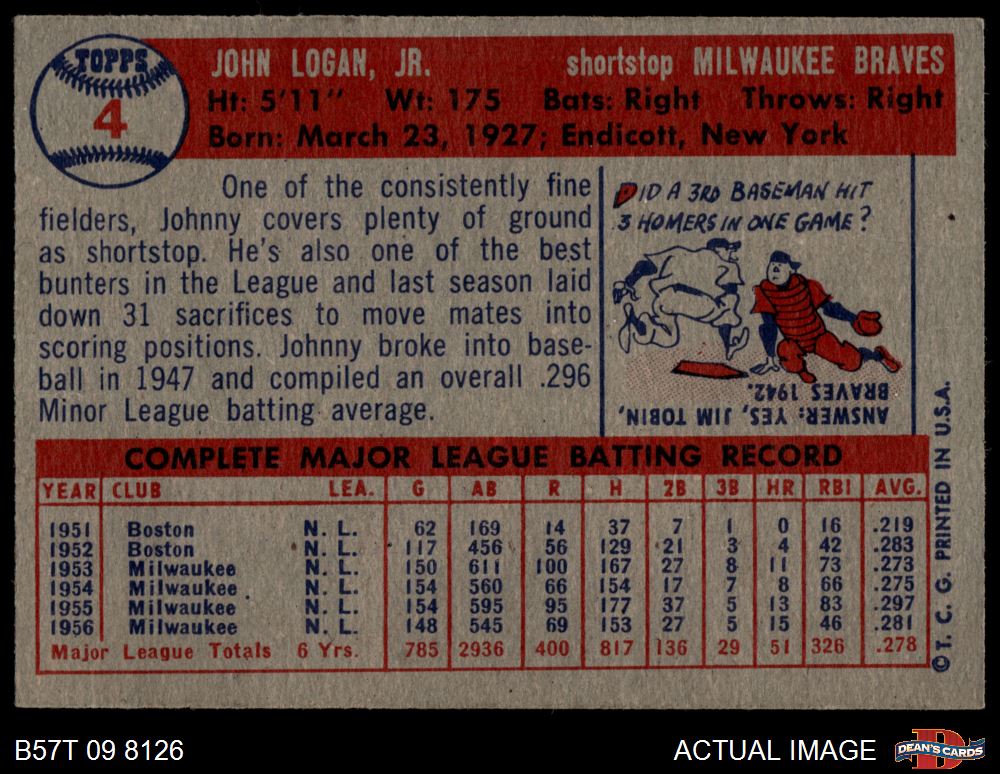 TOPPS
4
JOHN LOGAN, JR. shortstop MILWAUKEE BRAVES
Ht: 5'11" Wt: 175 Bats: Right Throws: Right
Born: March 23, 1927; Endicott, New York
One of the consistently fine
fielders, Johnny covers plenty of ground
as shortstop. He's also one of the best
bunters in the League and last season laid
down 31 sacrifices to move mates into
scoring positions. Johnny broke into base-
ball in 1947 and compiled an overall .296
Minor League batting average.
DID A 3RD BASEMAN HIT
3 HOMERS IN ONE GAME?
ANSWER: YES, JIM TOBIN,
BRAVES 1942.
COMPLETE MAJOR LEAGUE BATTING RECORD
YEAR CLUB LEA. G AB R H 2B 3B HR RBI AVG.
1951 Boston N. L. 62 169 14 37 7 1 0 16 .219
1952 Boston N. L. 117 456 56 129 21 3 4 42 .283
1953 Milwaukee N. L. 150 611 100 167 27 8 11 73 .273
1954 Milwaukee N. L. 154 560 66 154 17 7 8 66 .275
1955 Milwaukee N. L. 154 595 95 177 37 5 13 83 .297
1956 Milwaukee N. L. 148 545 69 153 27 5 15 46 .281
Major League Totals 6 Yrs. 785 2936 400 817 136 29 51 326 .278
© T. C. G. PRINTED IN U.S.A.
B57T 09 8126 ACTUAL IMAGE
DEAN'S CARDS